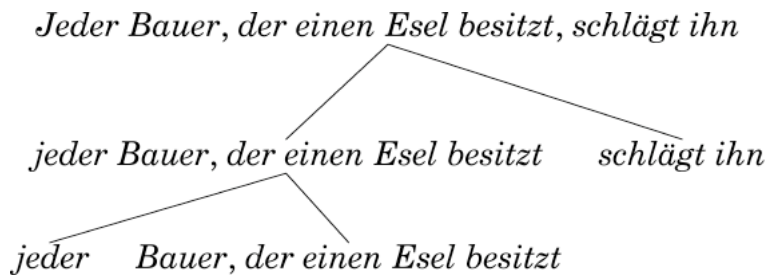 Jeder Bauer, der einen Esel besitzt, schlägt ihn
jeder Bauer, der einen Esel besitzt schlägt ihn
jeder Bauer, der einen Esel besitzt